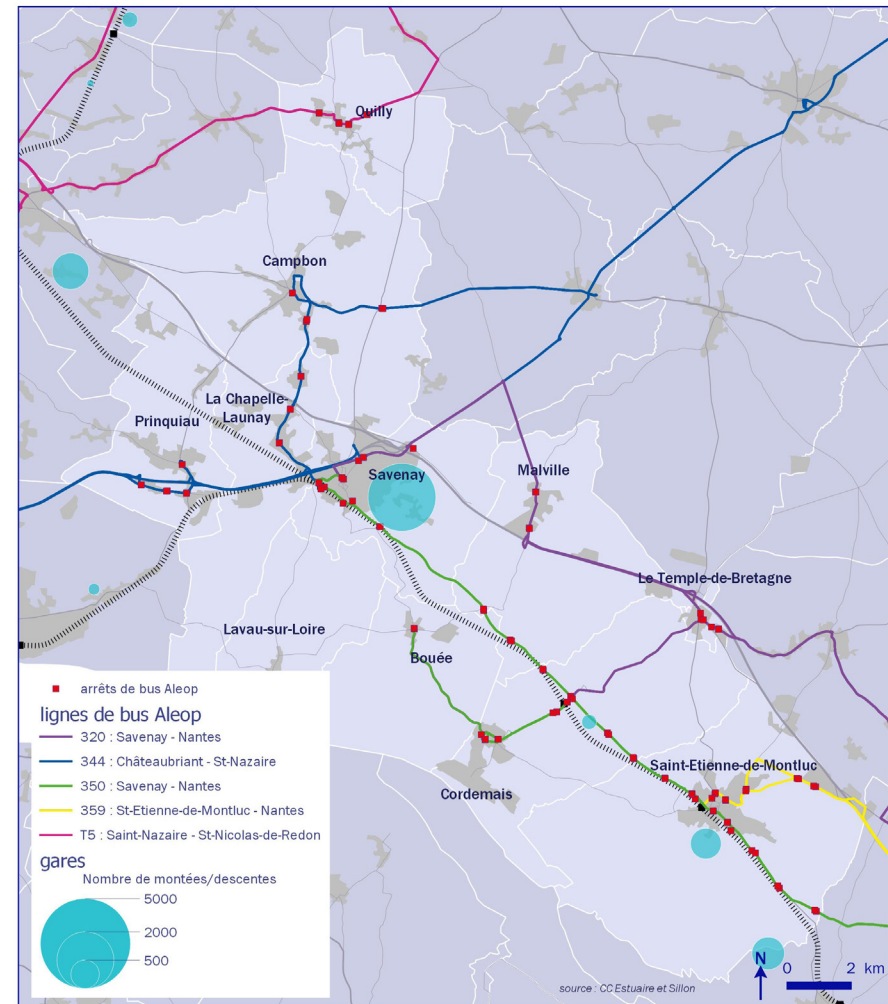 Quilly
Campbon
La Chapelle-
Launay
Prinquiau
Savenay
Malville
Le Temple-de-Bretagne
Lavau-sur-Loire
Bouée
Saint-Etienne-de-Montluc
Cordemais
arrêts de bus Aleop
lignes de bus Aleop
320 : Savenay - Nantes
344 : Châteaubriant - St-Nazaire
350 : Savenay - Nantes
359 : St-Etienne-de-Montluc - Nantes
T5 : Saint-Nazaire - St-Nicolas-de-Redon
gares
Nombre de montées/descentes
5000
2000
500
source : CC Estuaire et Sillon
N
0 2 km